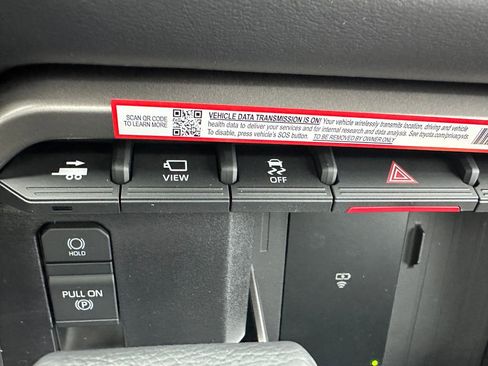 SCAN QR CODE
TO LEARN MORE
VEHICLE DATA TRANSMISSION IS ON! Your vehicle wirelessly transmits location, driving and vehicle
health data to deliver your services and for internal research and data analysis. See toyota.com/privacyvts.
To disable, press vehicle's SOS button. TO BE REMOVED BY OWNER ONLY
VIEW
OFF
HOLD
PULL ON
P